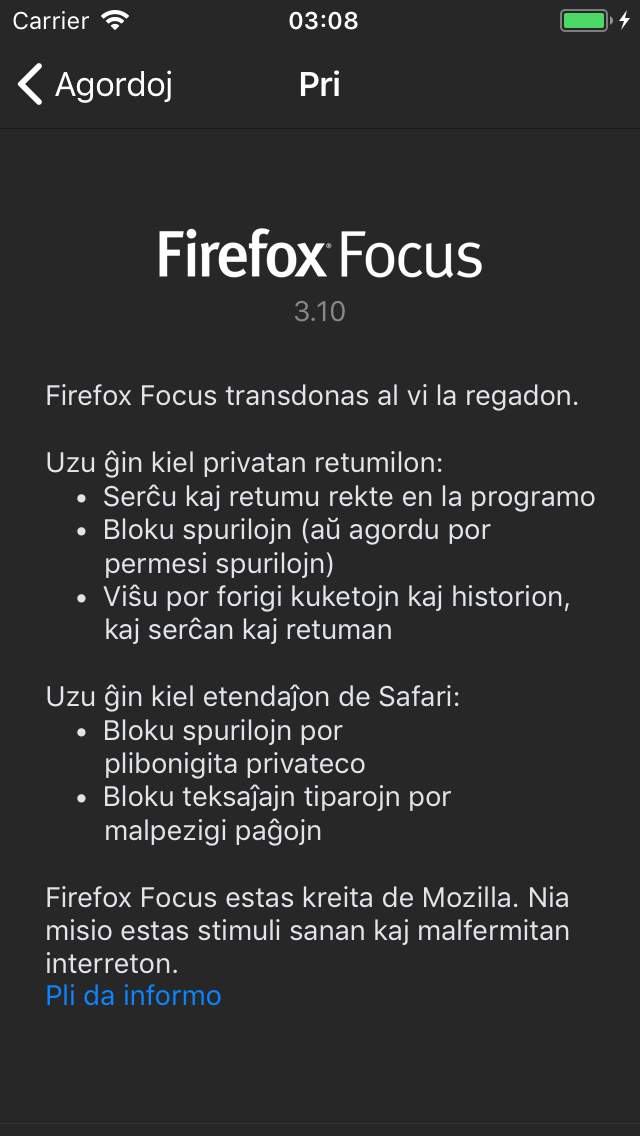 Carrier 03:08
Agordoj Pri
Firefox Focus
3.10
Firefox Focus transdonas al vi la regadon.
Uzu ĝin kiel privatan retumilon:
• Serĉu kaj retumu rekte en la programo
• Bloku spurilojn (aŭ agordu por
permesi spurilojn)
• Viŝu por forigi kuketojn kaj historion,
kaj serĉan kaj retuman
Uzu ĝin kiel etendaĵon de Safari:
• Bloku spurilojn por
plibonigita privateco
• Bloku teksaĵajn tiparojn por
malpezigi paĝojn
Firefox Focus estas kreita de Mozilla. Nia
misio estas stimuli sanan kaj malfermitan
interreton.
Pli da informo